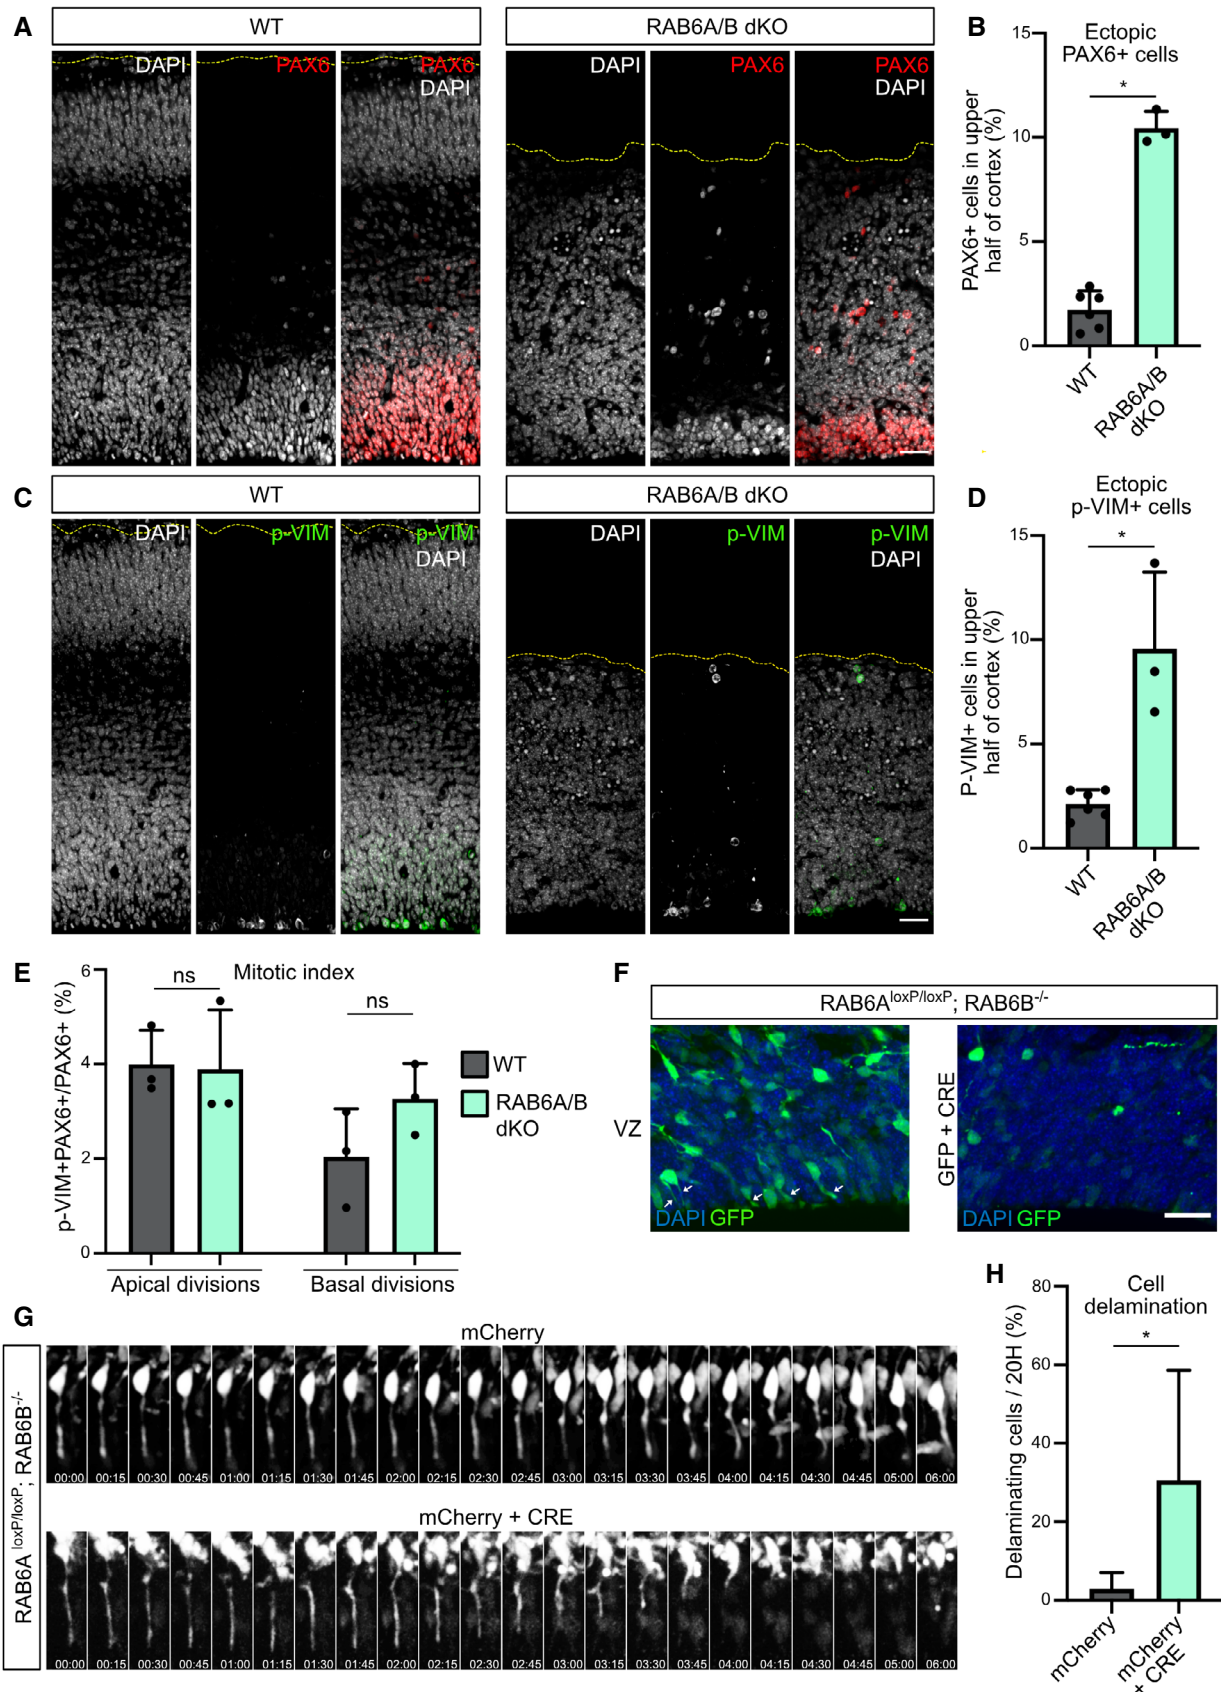 A
WT
RAB6A/B dKO
DAPI
PAX6
PAX6
DAPI
DAPI
PAX6
PAX6
DAPI
B
Ectopic
PAX6+ cells
PAX6+ cells in upper
half of cortex (%)
15
10
5
0
*
WT
RAB6A/B
dKO
C
WT
RAB6A/B dKO
DAPI
p-VIM
p-VIM
DAPI
DAPI
p-VIM
p-VIM
DAPI
D
Ectopic
p-VIM+ cells
P-VIM+ cells in upper
half of cortex (%)
15
10
5
0
*
WT
RAB6A/B
dKO
E
Mitotic index
p-VIM+PAX6+/PAX6+ (%)
6
4
2
0
ns
ns
WT
RAB6A/B
dKO
Apical divisions
Basal divisions
F
RAB6A loxP/loxP; RAB6B -/-
VZ
GFP + CRE
DAPI GFP
DAPI GFP
G
RAB6A loxP/loxP; RAB6B -/-
mCherry
00:00 00:15 00:30 00:45 01:00 01:15 01:30 01:45 02:00 02:15 02:30 02:45 03:00 03:15 03:30 03:45 04:00 04:15 04:30 04:45 05:00 06:00
mCherry + CRE
00:00 00:15 00:30 00:45 01:00 01:15 01:30 01:45 02:00 02:15 02:30 02:45 03:00 03:15 03:30 03:45 04:00 04:15 04:30 04:45 05:00 06:00
H
Cell
delamination
Delaminating cells / 20H (%)
80
60
40
20
0
*
mCherry
mCherry
+ CRE